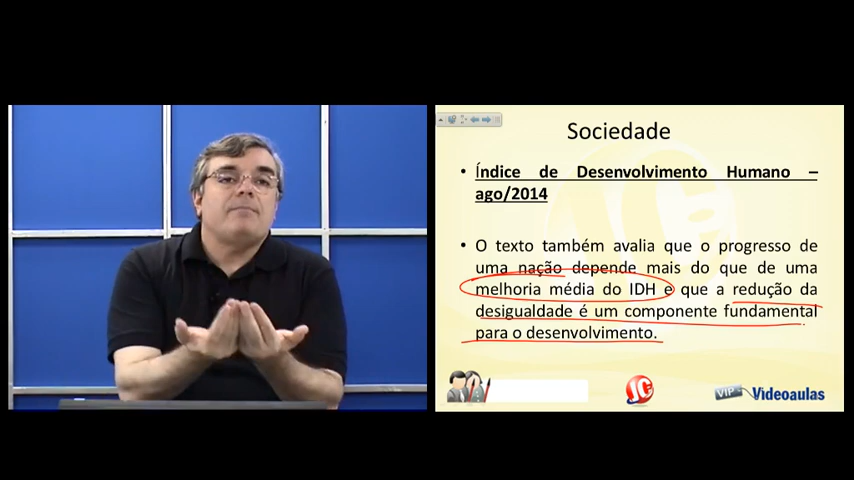 Sociedade
• Índice de Desenvolvimento Humano –
ago/2014
• O texto também avalia que o progresso de
uma nação depende mais do que de uma
melhoria média do IDH e que a redução da
desigualdade é um componente fundamental
para o desenvolvimento.
VIP Videoaulas